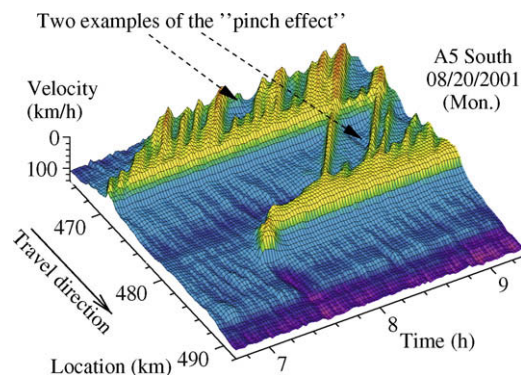 Two examples of the "pinch effect"
A5 South
08/20/2001
(Mon.)
Velocity
(km/h)
0
100
470
480
490
Travel direction
Location (km)
7
8
9
Time (h)